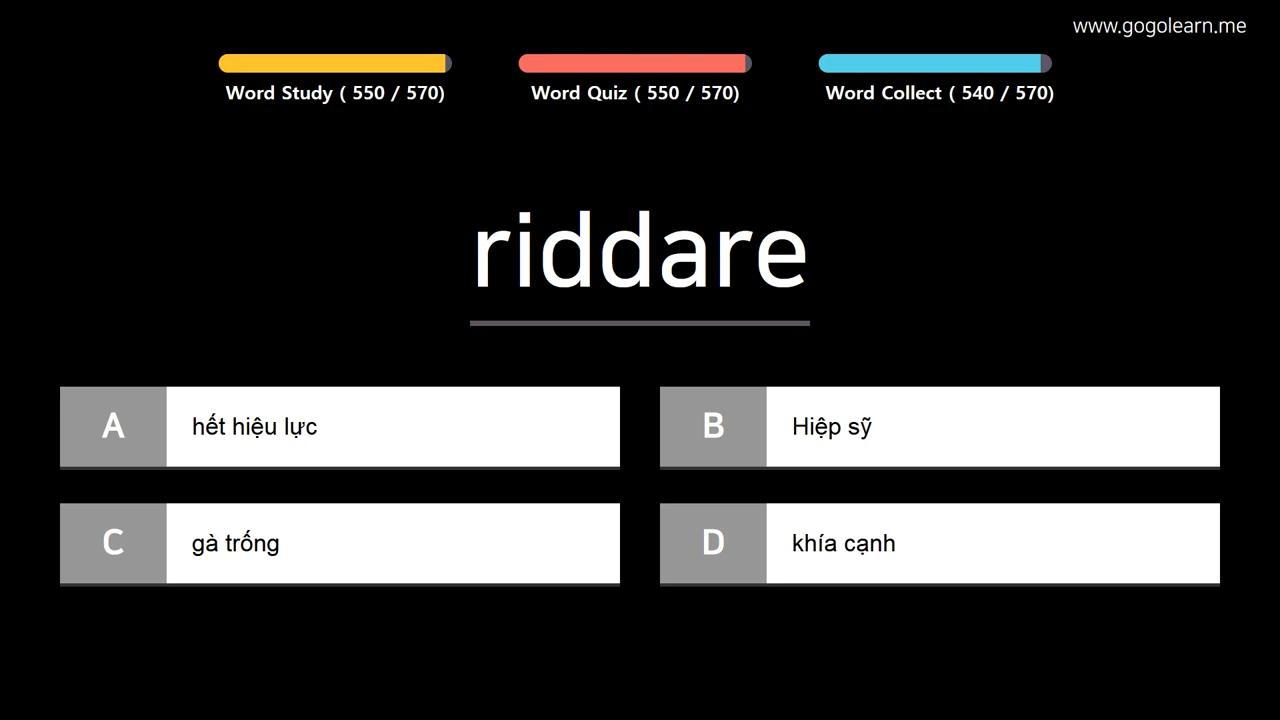 www.gogolearn.me
Word Study ( 550 / 570)
Word Quiz ( 550 / 570)
Word Collect ( 540 / 570)
riddare
A
hết hiệu lực
B
Hiệp sỹ
C
gà trống
D
khía cạnh